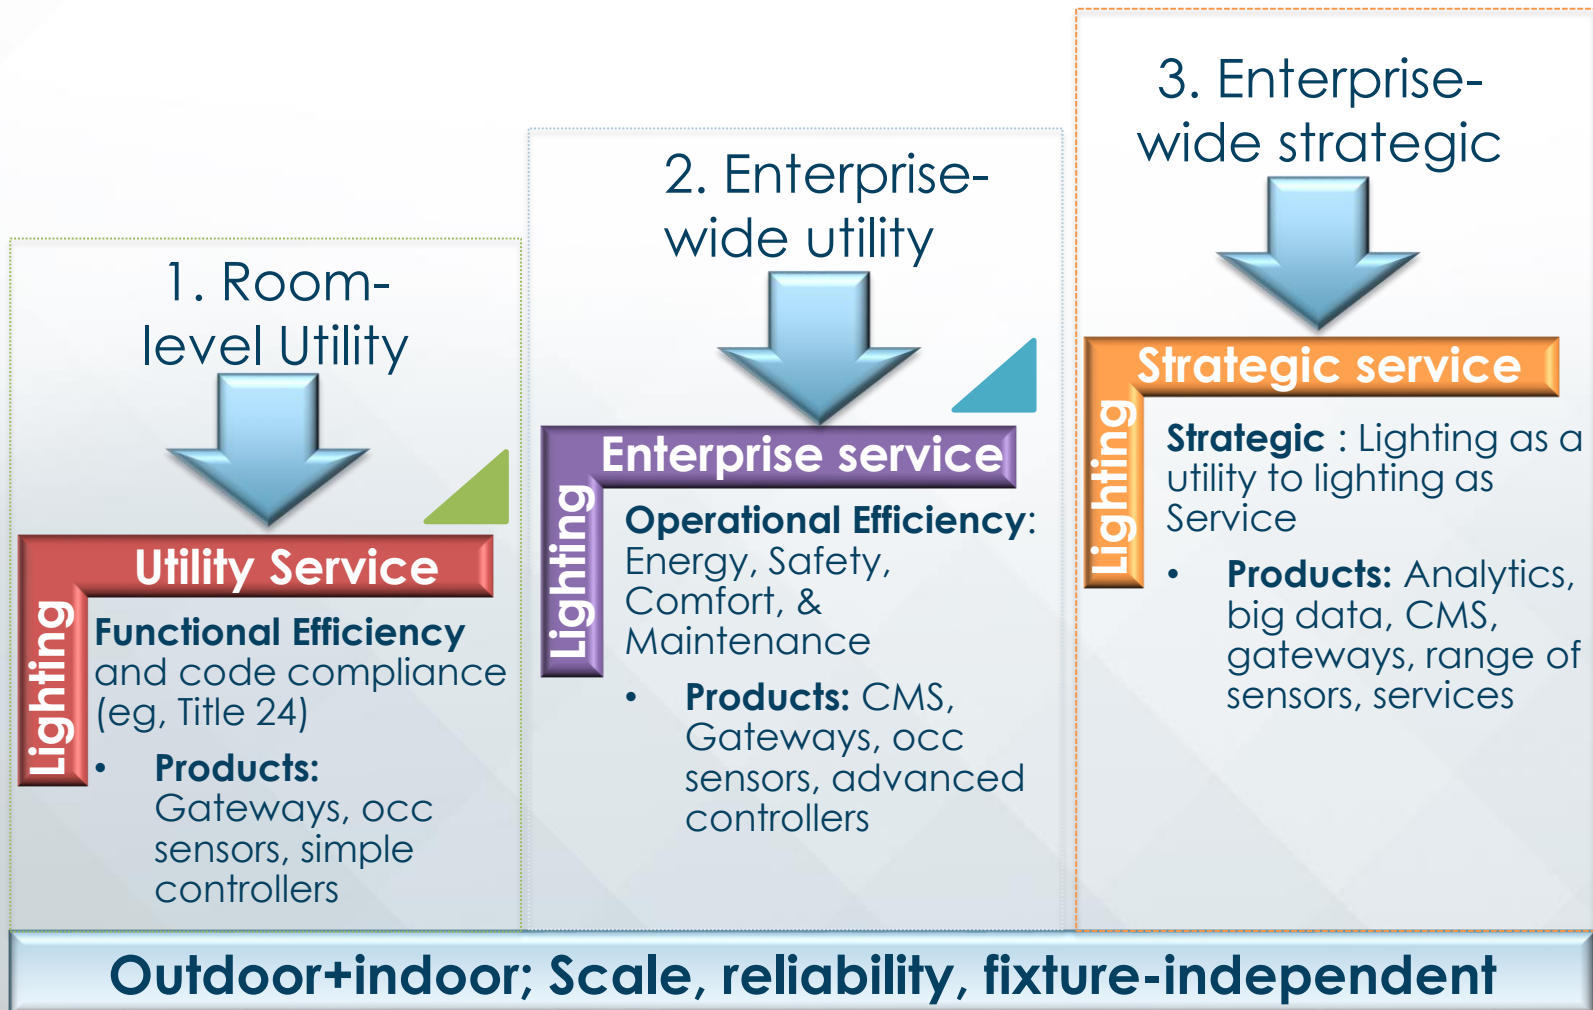 1. Room-
level Utility
Lighting
Utility Service
Functional Efficiency
and code compliance
(eg, Title 24)
• Products:
Gateways, occ
sensors, simple
controllers
2. Enterprise-
wide utility
Lighting
Enterprise service
Operational Efficiency:
Energy, Safety,
Comfort, &
Maintenance
• Products: CMS,
Gateways, occ
sensors, advanced
controllers
3. Enterprise-
wide strategic
Lighting
Strategic service
Strategic : Lighting as a
utility to lighting as
Service
• Products: Analytics,
big data, CMS,
gateways, range of
sensors, services
Outdoor+indoor; Scale, reliability, fixture-independent